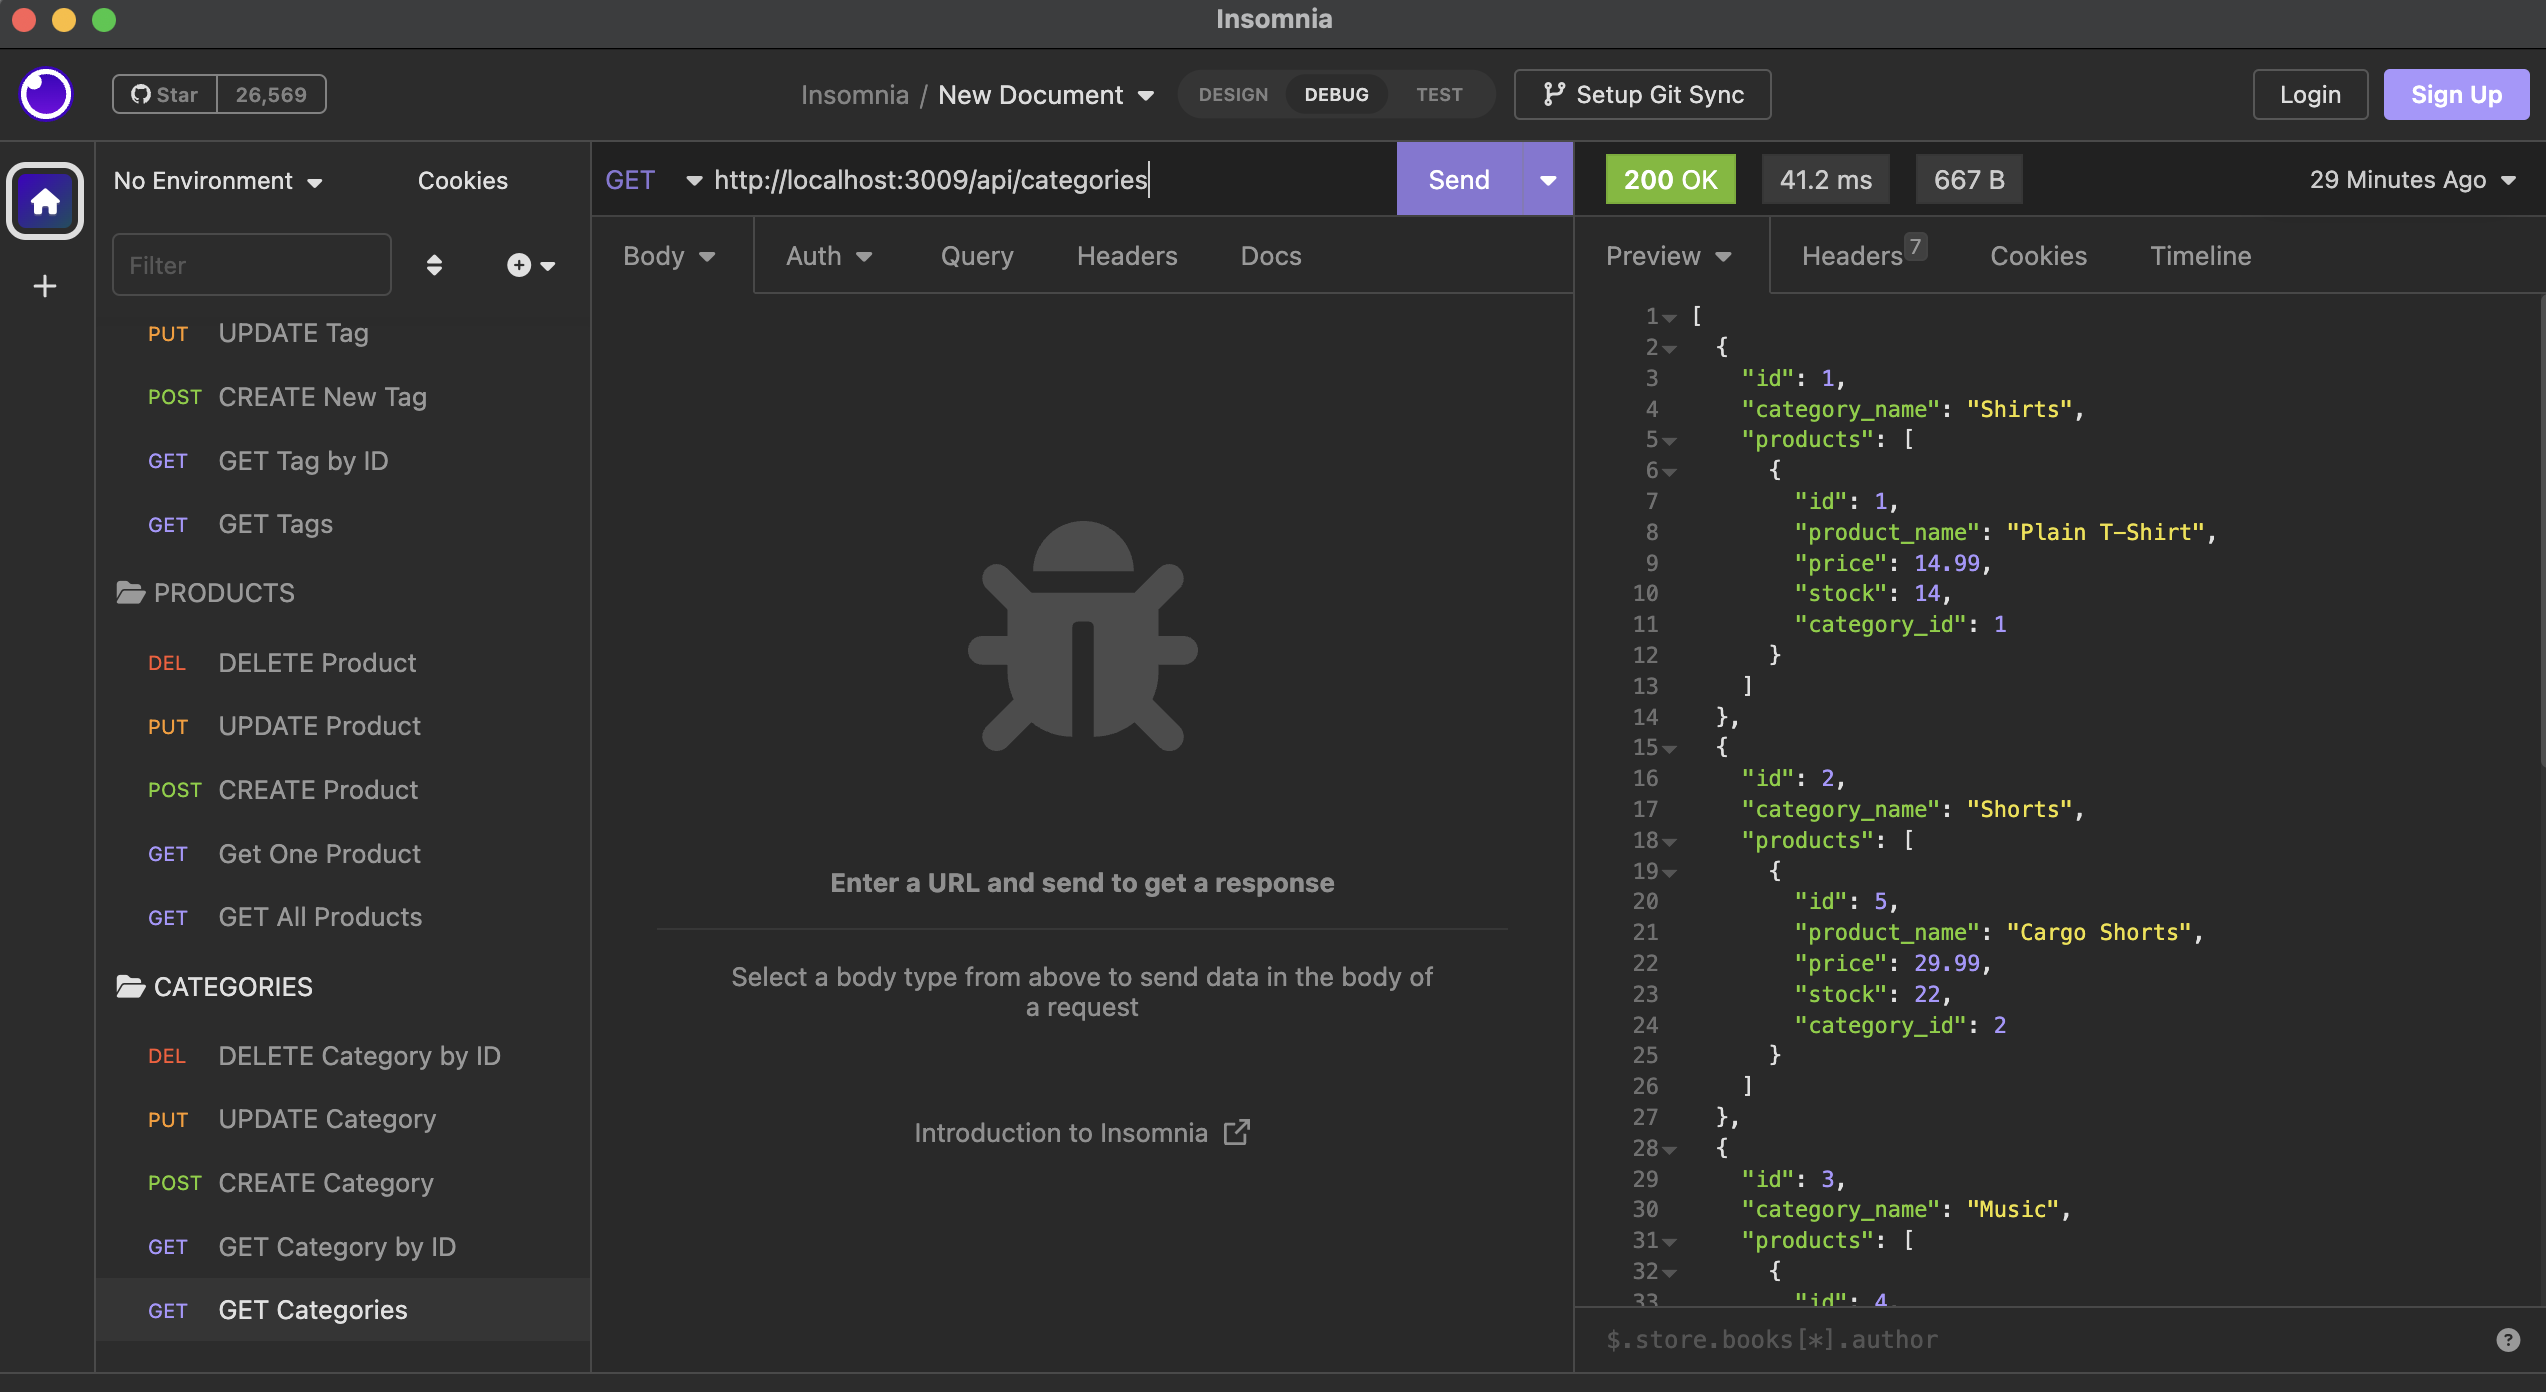 Insomnia
Star 26,569
Insomnia / New Document
DESIGN DEBUG TEST
Setup Git Sync
Login
Sign Up
No Environment
Cookies
Filter
PUT UPDATE Tag
POST CREATE New Tag
GET GET Tag by ID
GET GET Tags
PRODUCTS
DEL DELETE Product
PUT UPDATE Product
POST CREATE Product
GET Get One Product
GET GET All Products
CATEGORIES
DEL DELETE Category by ID
PUT UPDATE Category
POST CREATE Category
GET GET Category by ID
GET GET Categories
GET http://localhost:3009/api/categories
Send
Body Auth Query Headers Docs
Enter a URL and send to get a response
Select a body type from above to send data in the body of
a request
Introduction to Insomnia
200 OK 41.2 ms 667 B 29 Minutes Ago
Preview Headers 7 Cookies Timeline
1 [
2 {
3 "id": 1,
4 "category_name": "Shirts",
5 "products": [
6 {
7 "id": 1,
8 "product_name": "Plain T-Shirt",
9 "price": 14.99,
10 "stock": 14,
11 "category_id": 1
12 }
13 ]
14 },
15 {
16 "id": 2,
17 "category_name": "Shorts",
18 "products": [
19 {
20 "id": 5,
21 "product_name": "Cargo Shorts",
22 "price": 29.99,
23 "stock": 22,
24 "category_id": 2
25 }
26 ]
27 },
28 {
29 "id": 3,
30 "category_name": "Music",
31 "products": [
32 {
33 "id": 4,
$.store.books[*].author
?